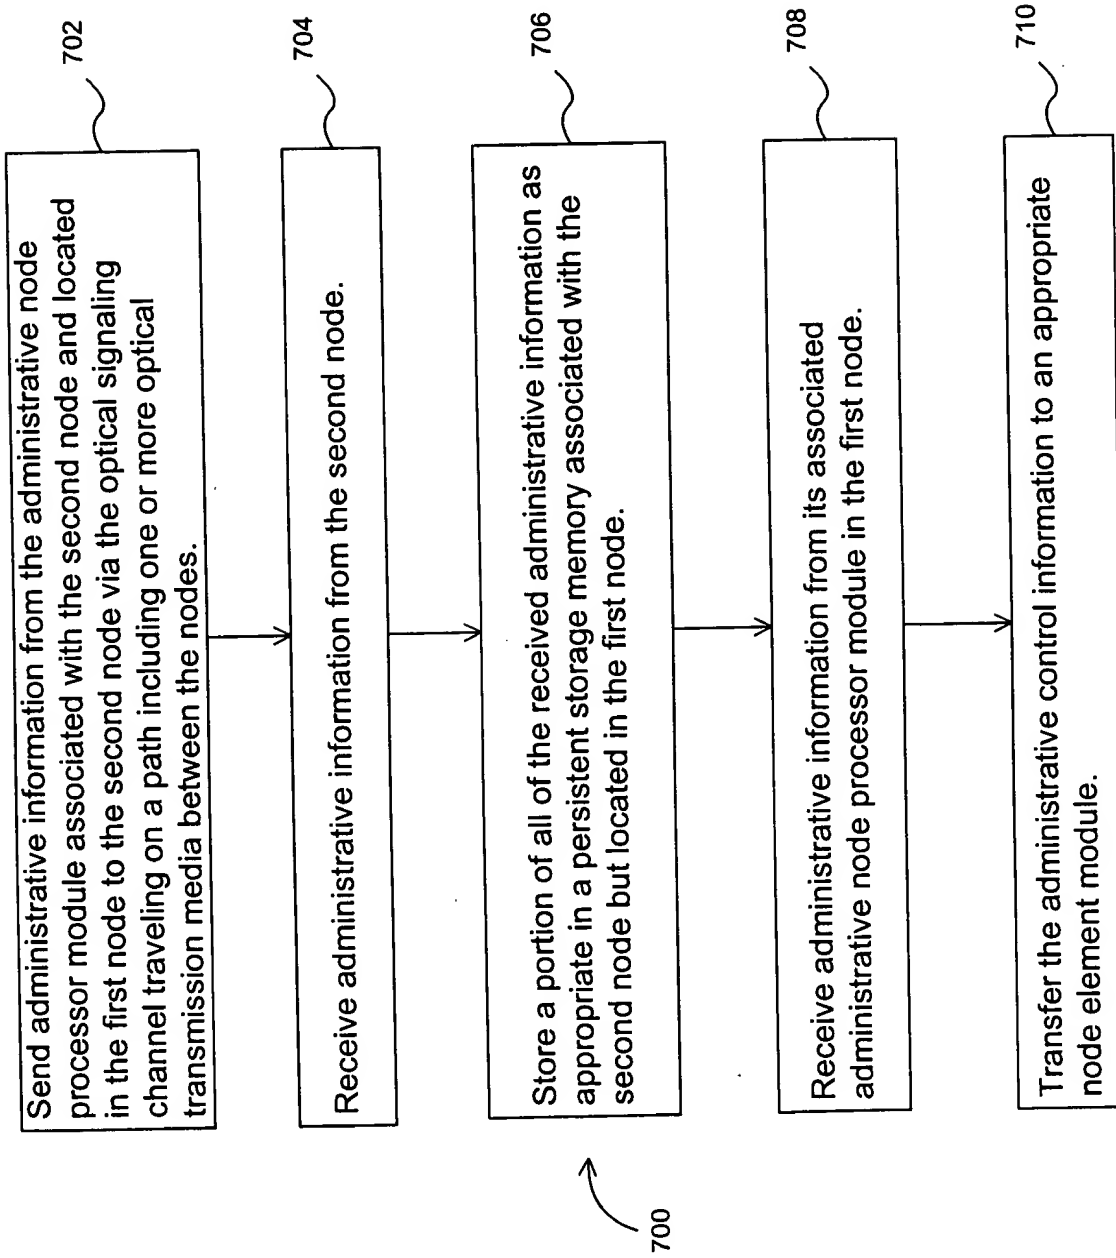 Send administrative information from the administrative node
processor module associated with the second node and located
in the first node to the second node via the optical signaling
channel traveling on a path including one or more optical
transmission media between the nodes.
702
Receive administrative information from the second node.
704
Store a portion of all of the received administrative information as
appropriate in a persistent storage memory associated with the
second node but located in the first node.
706
Receive administrative information from its associated
administrative node processor module in the first node.
708
Transfer the administrative control information to an appropriate
node element module.
710
700